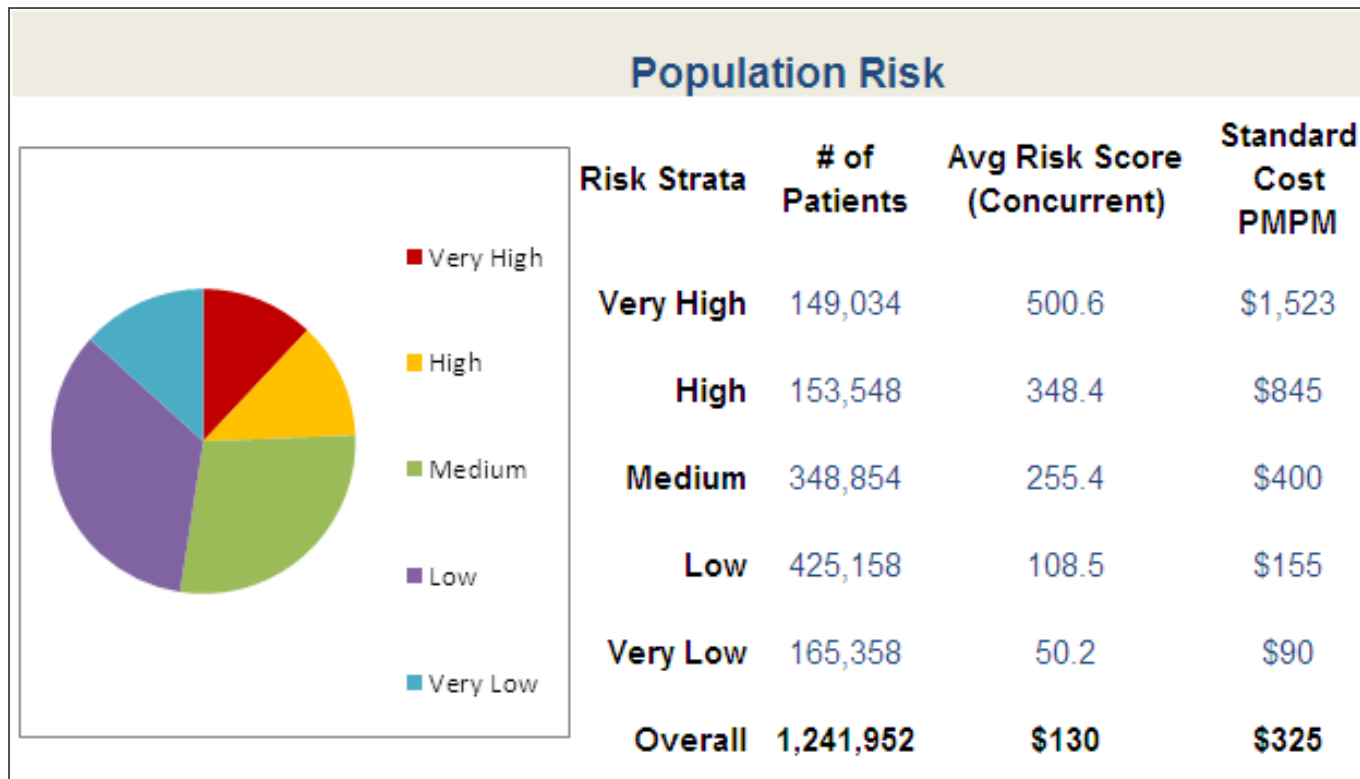 Population Risk
Very High
High
Medium
Low
Very Low
Risk Strata
# of
Patients
Avg Risk Score
(Concurrent)
Standard
Cost
PMPM
Very High 149,034 500.6 $1,523
High 153,548 348.4 $845
Medium 348,854 255.4 $400
Low 425,158 108.5 $155
Very Low 165,358 50.2 $90
Overall 1,241,952 $130 $325